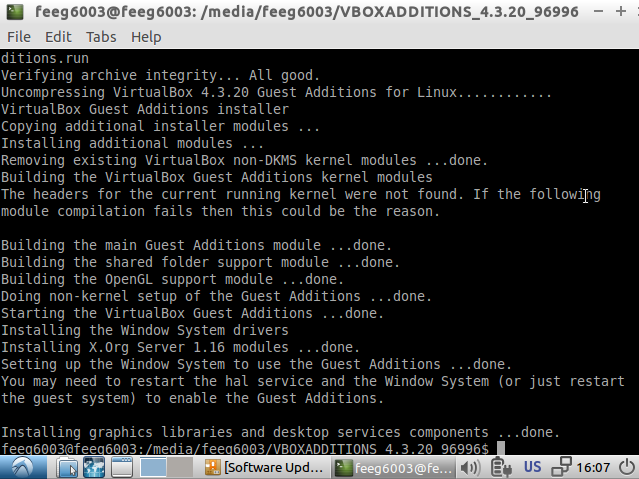 feeg6003@feeg6003: /media/feeg6003/VBOXADDITIONS_4.3.20_96996
File Edit Tabs Help
ditions.run
Verifying archive integrity... All good.
Uncompressing VirtualBox 4.3.20 Guest Additions for Linux............
VirtualBox Guest Additions installer
Copying additional installer modules ...
Installing additional modules ...
Removing existing VirtualBox non-DKMS kernel modules ...done.
Building the VirtualBox Guest Additions kernel modules
The headers for the current running kernel were not found. If the following
module compilation fails then this could be the reason.
Building the main Guest Additions module ...done.
Building the shared folder support module ...done.
Building the OpenGL support module ...done.
Doing non-kernel setup of the Guest Additions ...done.
Starting the VirtualBox Guest Additions ...done.
Installing the Window System drivers
Installing X.Org Server 1.16 modules ...done.
Setting up the Window System to use the Guest Additions ...done.
You may need to restart the hal service and the Window System (or just restart
the guest system) to enable the Guest Additions.
Installing graphics libraries and desktop services components ...done.
feeg6003@feeg6003:/media/feeg6003/VBOXADDITIONS_4.3.20_96996$
[Software Upd... feeg6003@fe... US 16:07